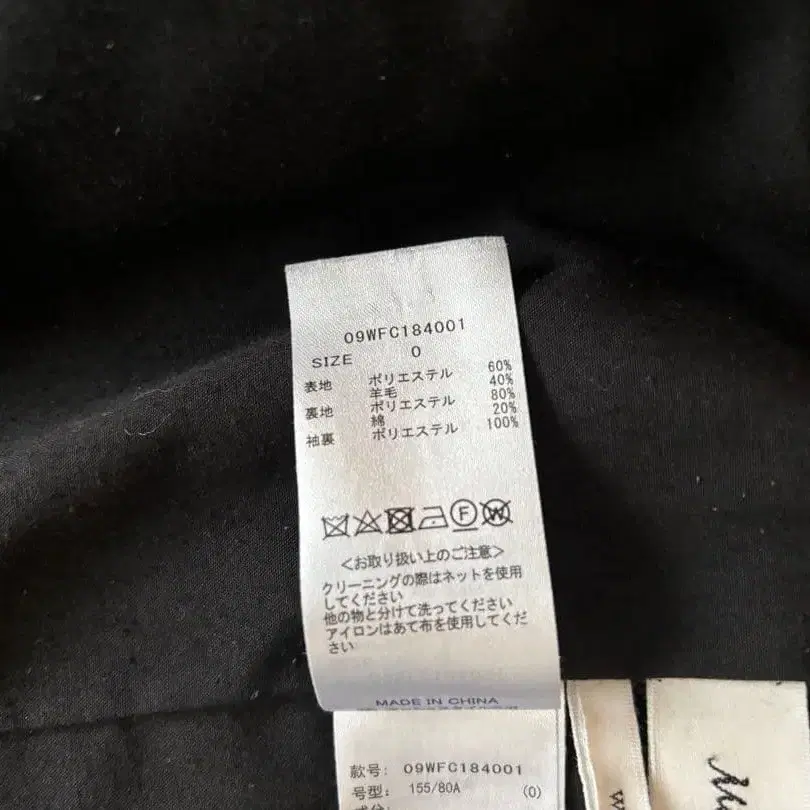 09WFC184001
SIZE 0
表地 ポリエステル 60%
羊毛 40%
裏地 ポリエステル 80%
綿 20%
袖裏 ポリエステル 100%
F W
<お取り扱い上のご注意>
クリーニングの際はネットを使用
してください
他の物と分けて洗ってください
アイロンはあて布を使用してくだ
さい
MADE IN CHINA
款号: 09WFC184001
号型: 155/80A (0)